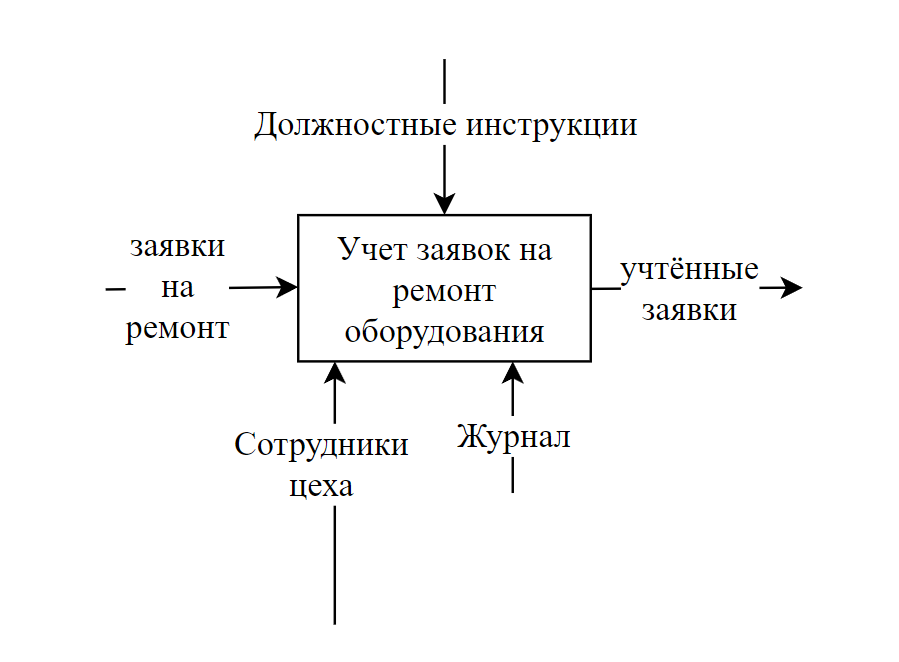 Должностные инструкции
заявки
на
ремонт
Учет заявок на
ремонт
оборудования
учтённые
заявки
Сотрудники
цеха
Журнал